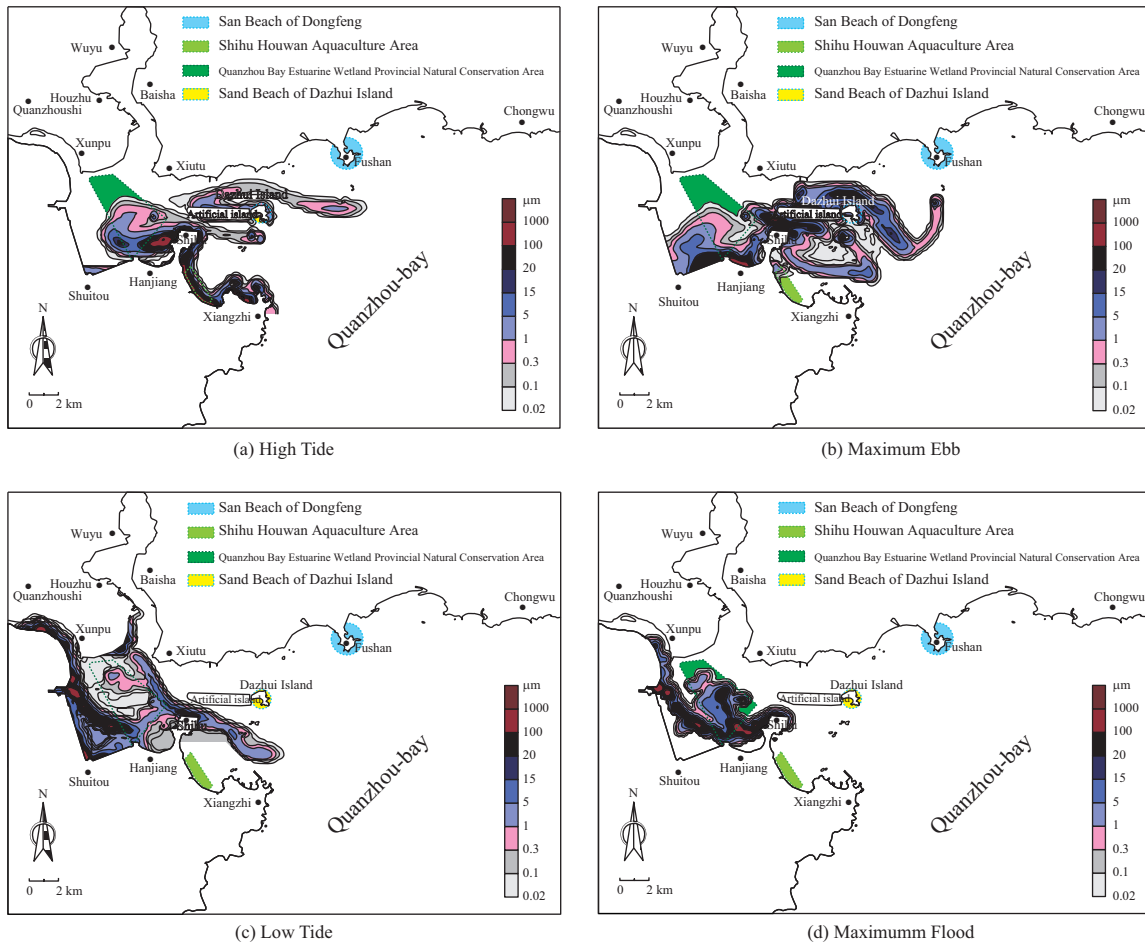 San Beach of Dongfeng
Shihu Houwan Aquaculture Area
Quanzhou Bay Estuarine Wetland Provincial Natural Conservation Area
Sand Beach of Dazhui Island
Wuyu
Houzhu
Quanzhoushi
Baisha
Chongwu
Xunpu
Xiutu
Fushan
Dazhui Island
Artificial island
Shihu
Shuitou
Hanjiang
Xiangzhi
Quanzhou-bay
N
0 2 km
μm
1000
100
20
15
5
1
0.3
0.1
0.02
(a) High Tide
San Beach of Dongfeng
Shihu Houwan Aquaculture Area
Quanzhou Bay Estuarine Wetland Provincial Natural Conservation Area
Sand Beach of Dazhui Island
Wuyu
Houzhu
Quanzhoushi
Baisha
Chongwu
Xunpu
Xiutu
Fushan
Dazhui Island
Artificial island
Shihu
Shuitou
Hanjiang
Xiangzhi
Quanzhou-bay
N
0 2 km
μm
1000
100
20
15
5
1
0.3
0.1
0.02
(b) Maximum Ebb
San Beach of Dongfeng
Shihu Houwan Aquaculture Area
Quanzhou Bay Estuarine Wetland Provincial Natural Conservation Area
Sand Beach of Dazhui Island
Wuyu
Houzhu
Quanzhoushi
Baisha
Chongwu
Xunpu
Xiutu
Fushan
Dazhui Island
Artificial island
Shihu
Shuitou
Hanjiang
Xiangzhi
Quanzhou-bay
N
0 2 km
μm
1000
100
20
15
5
1
0.3
0.1
0.02
(c) Low Tide
San Beach of Dongfeng
Shihu Houwan Aquaculture Area
Quanzhou Bay Estuarine Wetland Provincial Natural Conservation Area
Sand Beach of Dazhui Island
Wuyu
Houzhu
Quanzhoushi
Baisha
Chongwu
Xunpu
Xiutu
Fushan
Dazhui Island
Artificial island
Shihu
Shuitou
Hanjiang
Xiangzhi
Quanzhou-bay
N
0 2 km
μm
1000
100
20
15
5
1
0.3
0.1
0.02
(d) Maximumm Flood